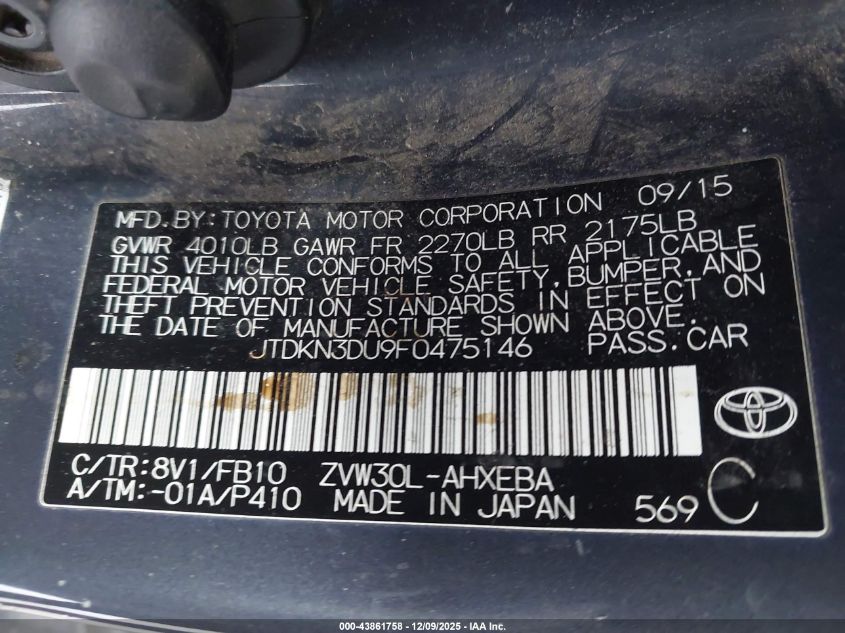 MFD.BY:TOYOTA MOTOR CORPORATION 09/15
GVWR 4010LB GAWR FR 2270LB RR 2175LB
THIS VEHICLE CONFORMS TO ALL APPLICABLE
FEDERAL MOTOR VEHICLE SAFETY,BUMPER,AND
THEFT PREVENTION STANDARDS IN EFFECT ON
THE DATE OF MANUFACTURE SHOWN ABOVE.
JTDKN3DU9F0475146 PASS.CAR
C/TR:8V1/FB10 ZVW30L-AHXEBA
A/TM:-01A/P410 MADE IN JAPAN 569 C
000-43861758 | 12/09/2025 - IAA Inc.